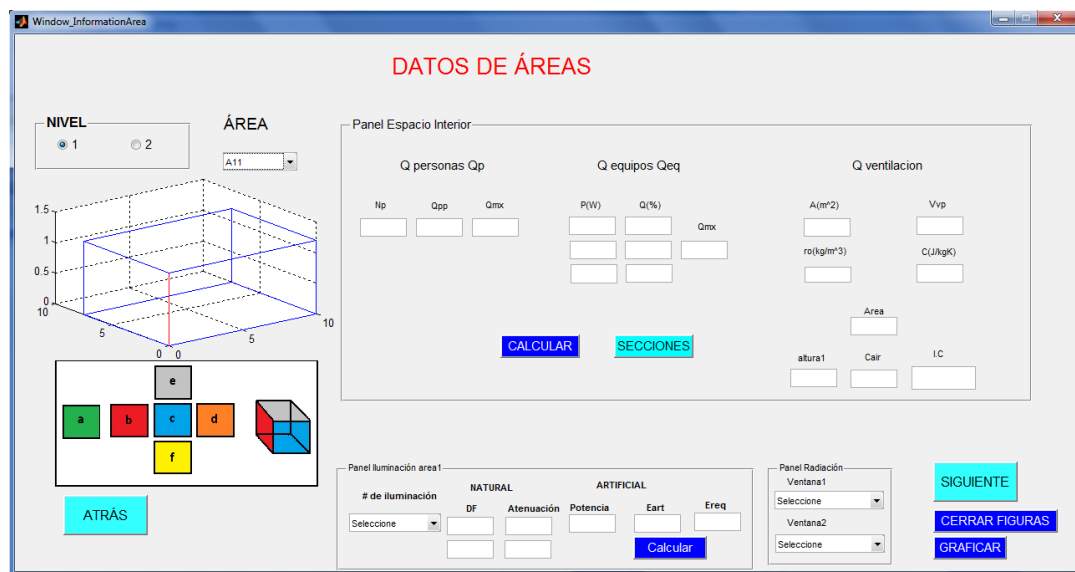 Window_InformationArea
DATOS DE ÁREAS
NIVEL
1 2
ÁREA
A11
1.5
1
0.5
0
10
5
0 0
5
10
a b c d
e
f
ATRÁS
Panel Espacio Interior
Q personas Qp Q equipos Qeq Q ventilacion
Np Qpp Qmx P(W) Q(%) A(m^2) Vvp
Qmx
ro(kg/m^3) C(J/kgK)
Area
CALCULAR SECCIONES
altura1 Cair I.C
Panel Iluminación area1
# de iluminación NATURAL ARTIFICIAL
DF Atenuación Potencia Eart Ereq
Seleccione
Calcular
Panel Radiación
Ventana1
Seleccione
Ventana2
Seleccione
SIGUIENTE
CERRAR FIGURAS
GRAFICAR